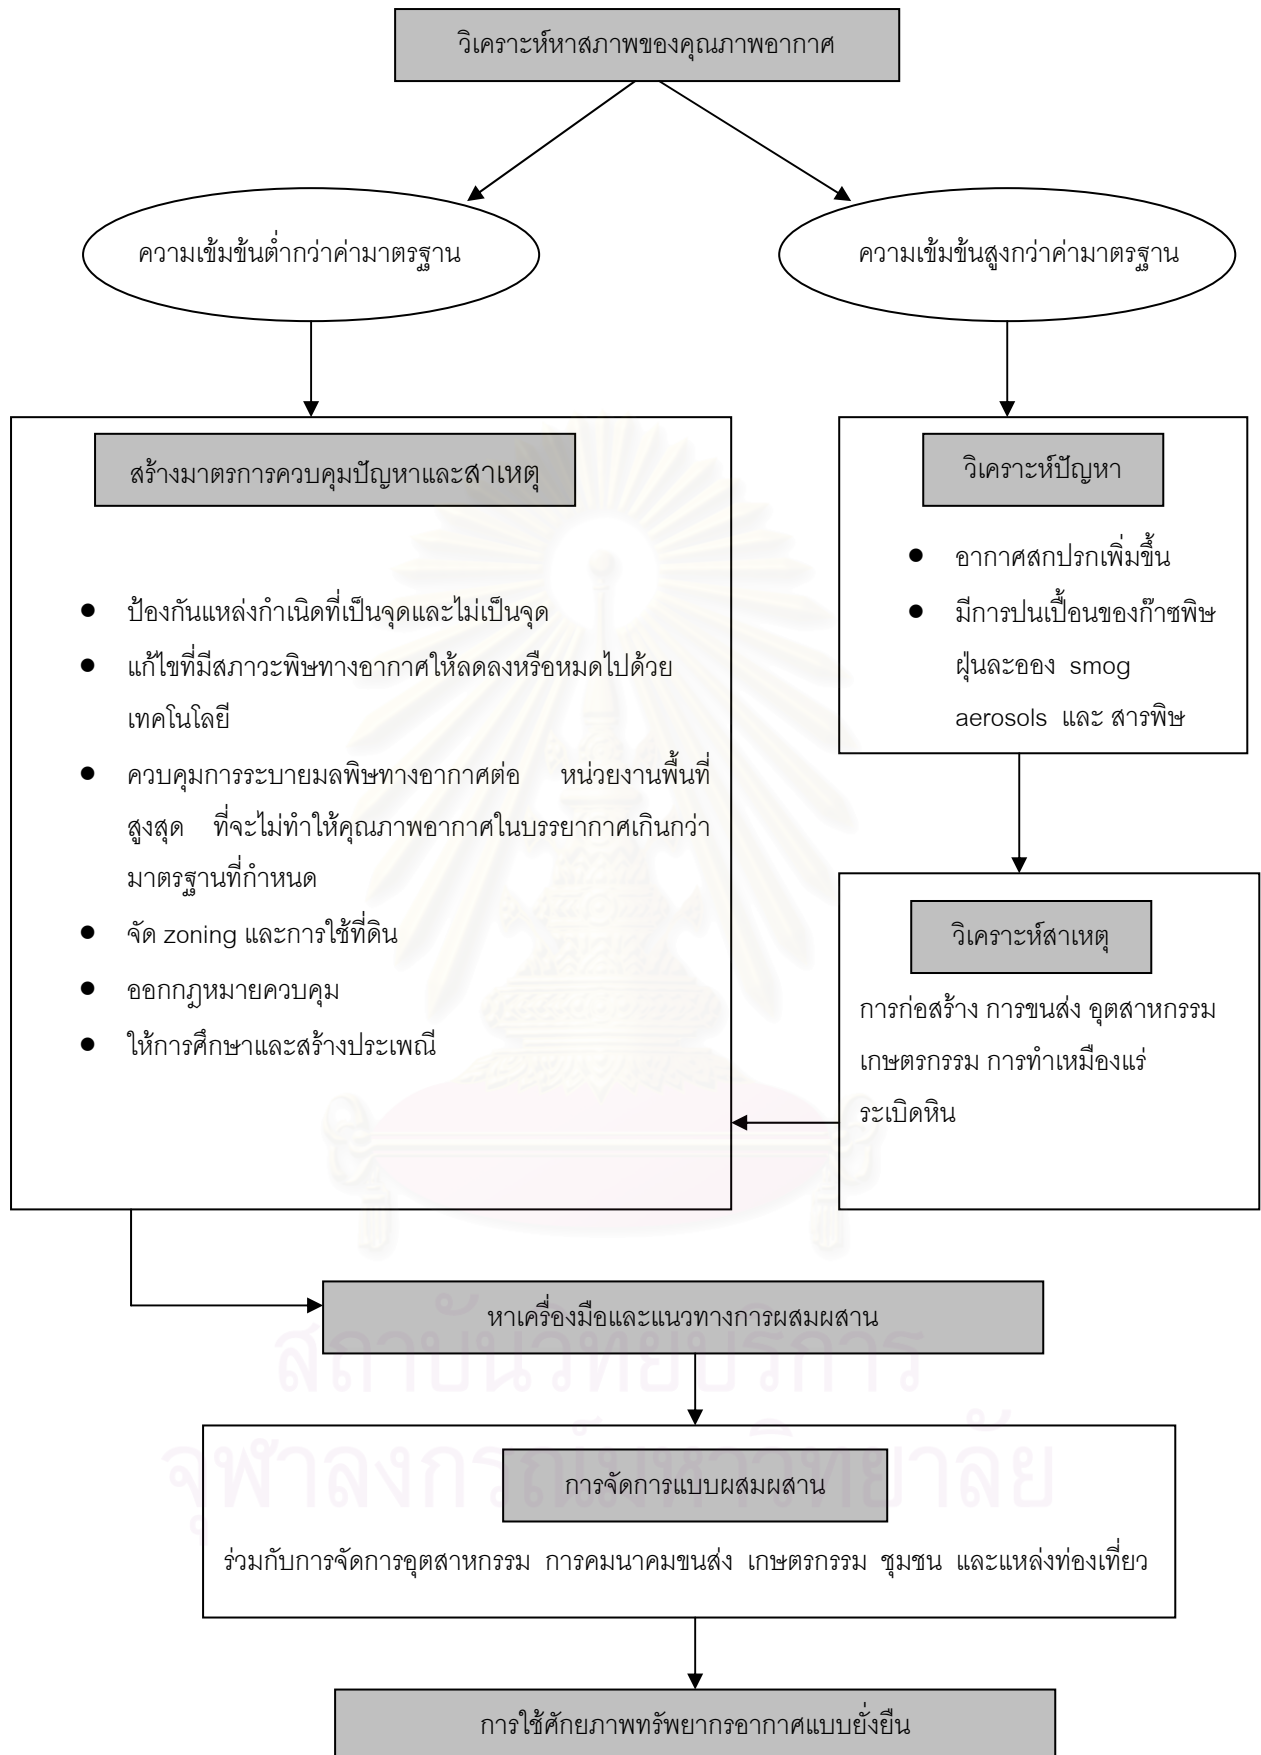 วิเคราะห์หาสภาพของคุณภาพอากาศ
ความเข้มข้นต่ำกว่าค่ามาตรฐาน
ความเข้มข้นสูงกว่าค่ามาตรฐาน
สร้างมาตรการควบคุมปัญหาและสาเหตุ
● ป้องกันแหล่งกำเนิดที่เป็นจุดและไม่เป็นจุด
● แก้ไขที่มีสภาวะพิษทางอากาศให้ลดลงหรือหมดไปด้วย
เทคโนโลยี
● ควบคุมการระบายมลพิษทางอากาศต่อ หน่วยงานพื้นที่
สูงสุด ที่จะไม่ทำให้คุณภาพอากาศในบรรยากาศเกินกว่า
มาตรฐานที่กำหนด
● จัด zoning และการใช้ที่ดิน
● ออกกฎหมายควบคุม
● ให้การศึกษาและสร้างประเพณี
วิเคราะห์ปัญหา
● อากาศสกปรกเพิ่มขึ้น
● มีการปนเปื้อนของก๊าซพิษ
ฝุ่นละออง smog
aerosols และ สารพิษ
วิเคราะห์สาเหตุ
การก่อสร้าง การขนส่ง อุตสาหกรรม
เกษตรกรรม การทำเหมืองแร่
ระเบิดหิน
หาเครื่องมือและแนวทางการผสมผสาน
สถาบันวิทยบริการ
จุฬาลงกรณ์มหาวิทยาลัย
การจัดการแบบผสมผสาน
ร่วมกับการจัดการอุตสาหกรรม การคมนาคมขนส่ง เกษตรกรรม ชุมชน และแหล่งท่องเที่ยว
การใช้ศักยภาพทรัพยากรอากาศแบบยั่งยืน